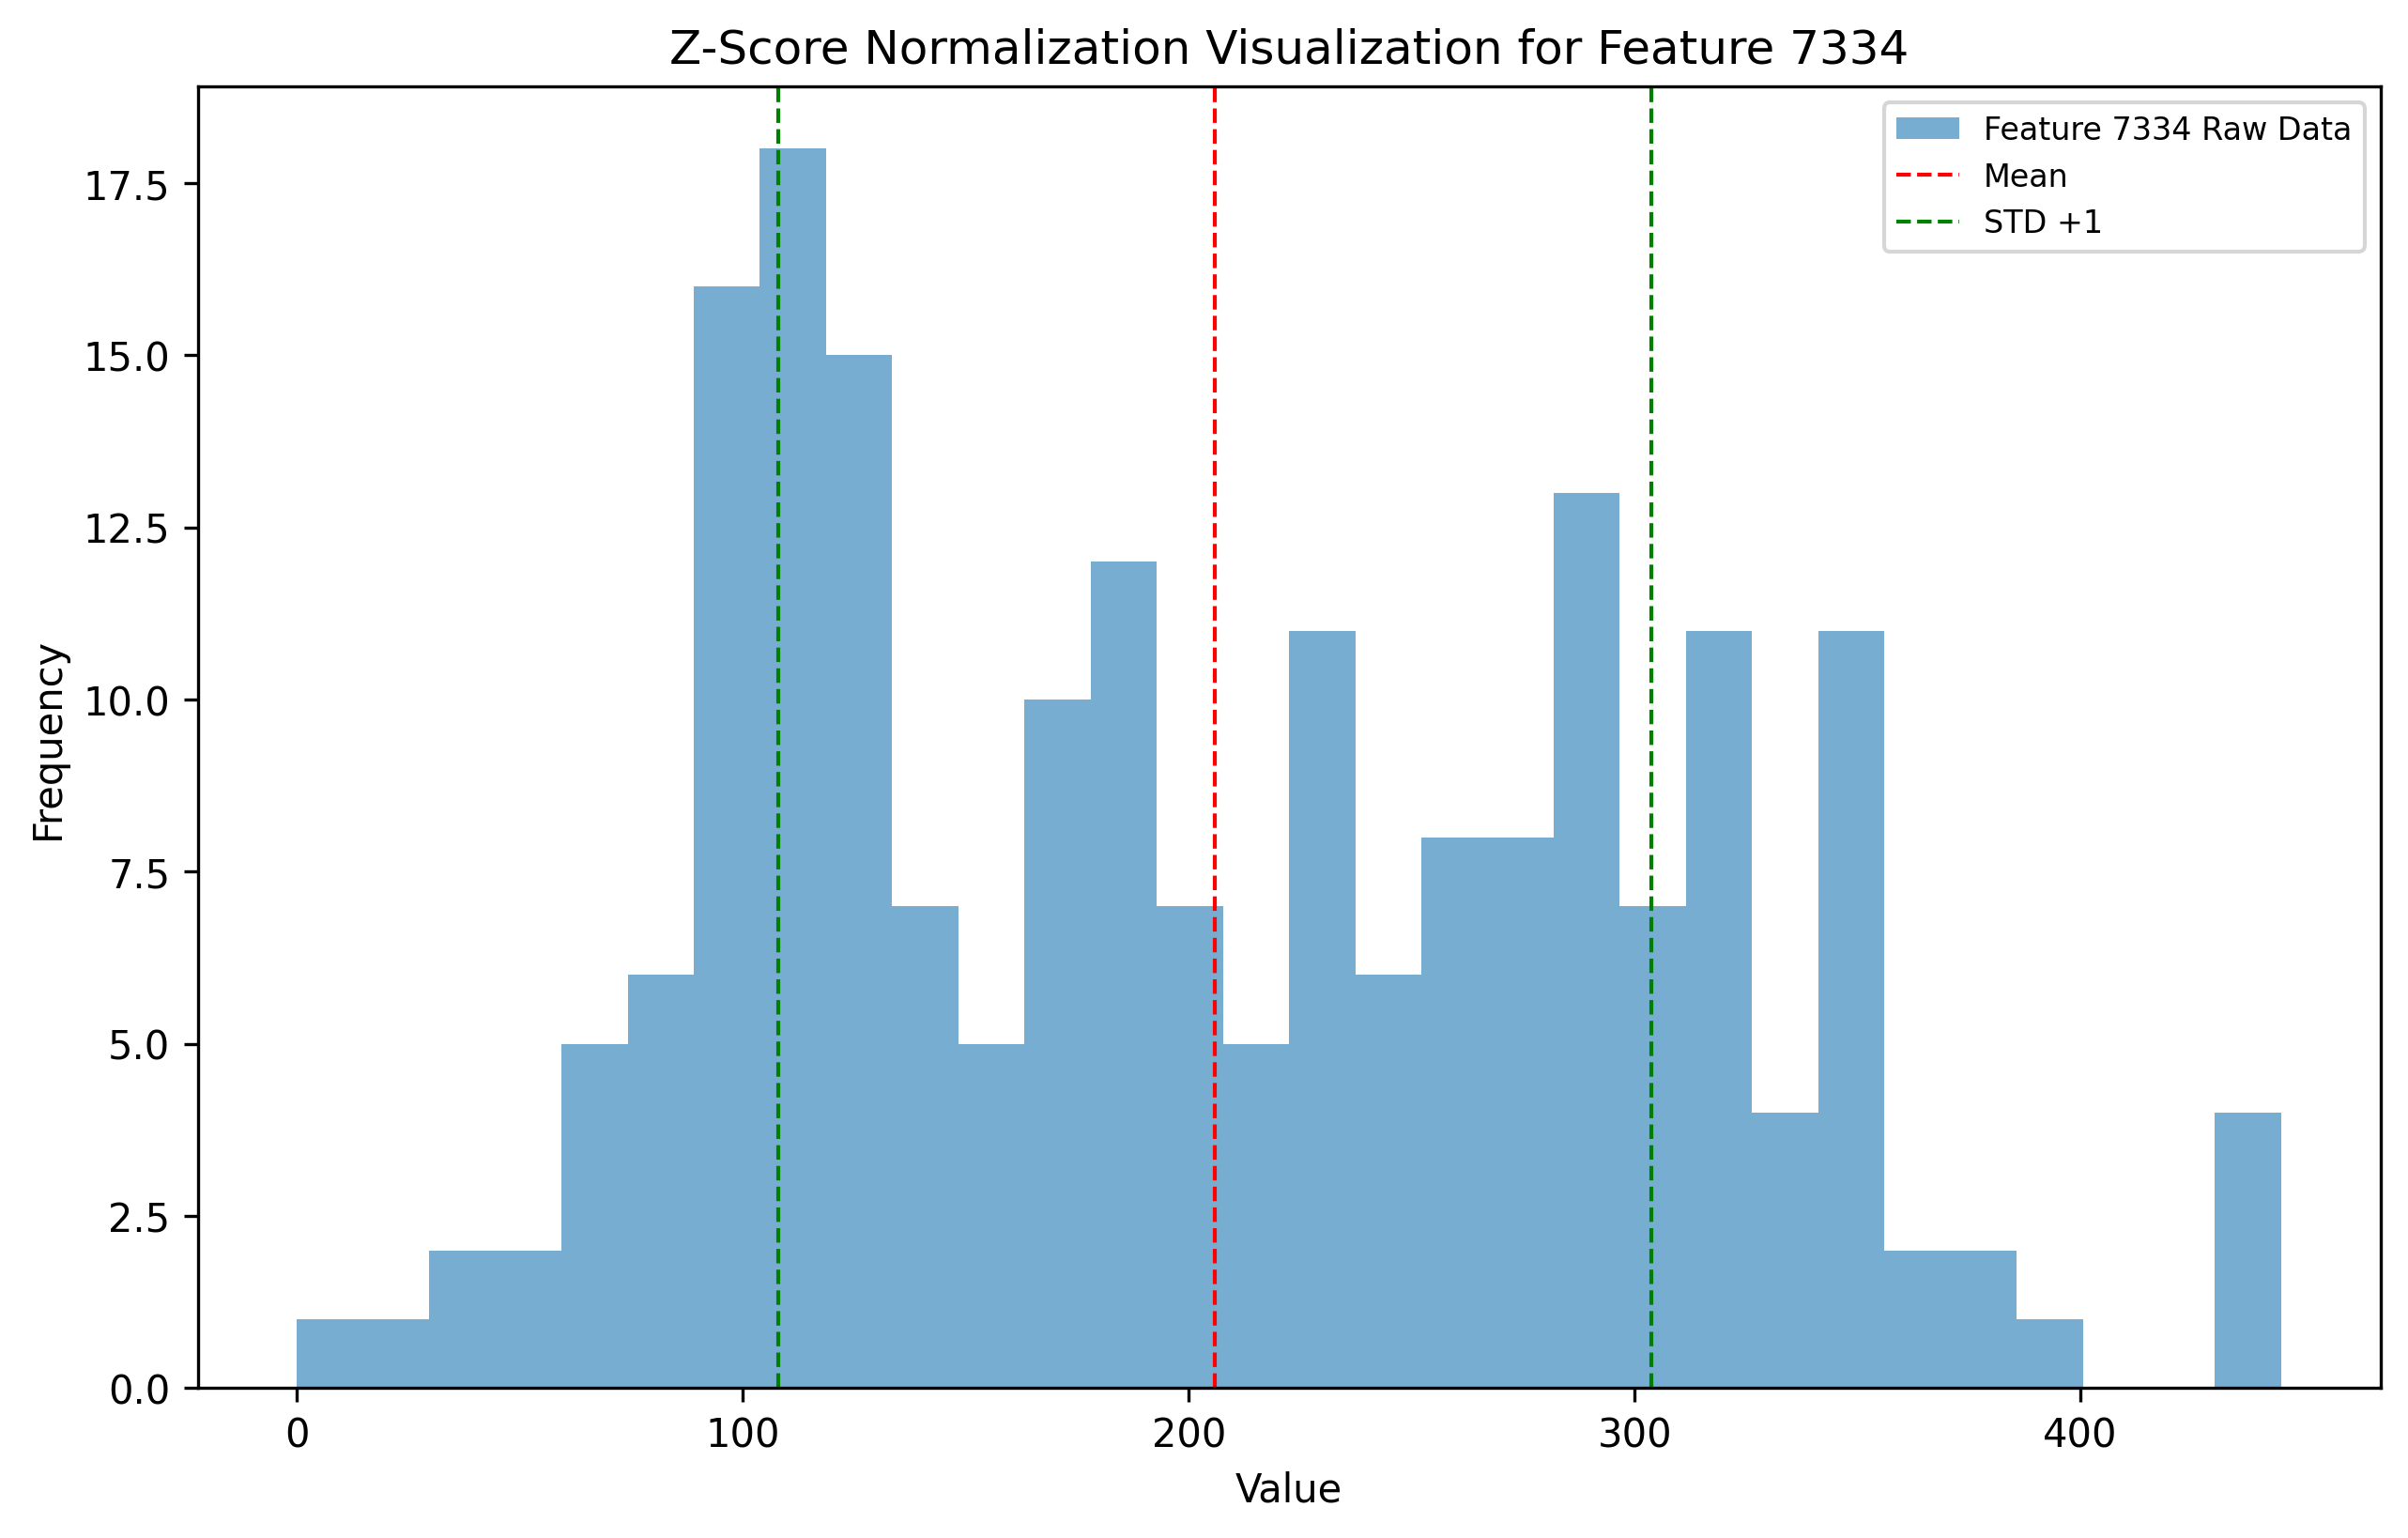 Z-Score Normalization Visualization for Feature 7334
Feature 7334 Raw Data
Mean
STD +1
17.5
15.0
12.5
10.0
7.5
5.0
2.5
0.0
Frequency
0 100 200 300 400
Value